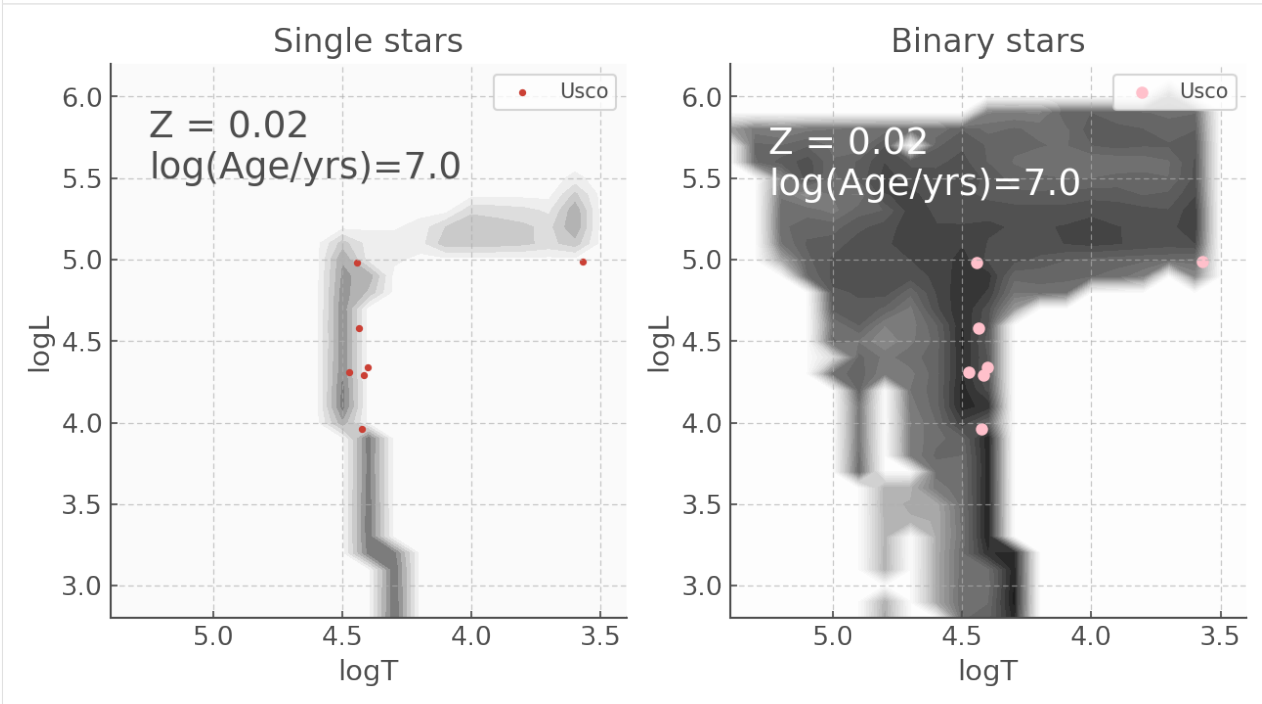 Single stars
Usco
Z = 0.02
log(Age/yrs)=7.0
6.0
5.5
5.0
4.5
4.0
3.5
3.0
logL
5.0 4.5 4.0 3.5
logT
Binary stars
Usco
Z = 0.02
log(Age/yrs)=7.0
6.0
5.5
5.0
4.5
4.0
3.5
3.0
logL
5.0 4.5 4.0 3.5
logT